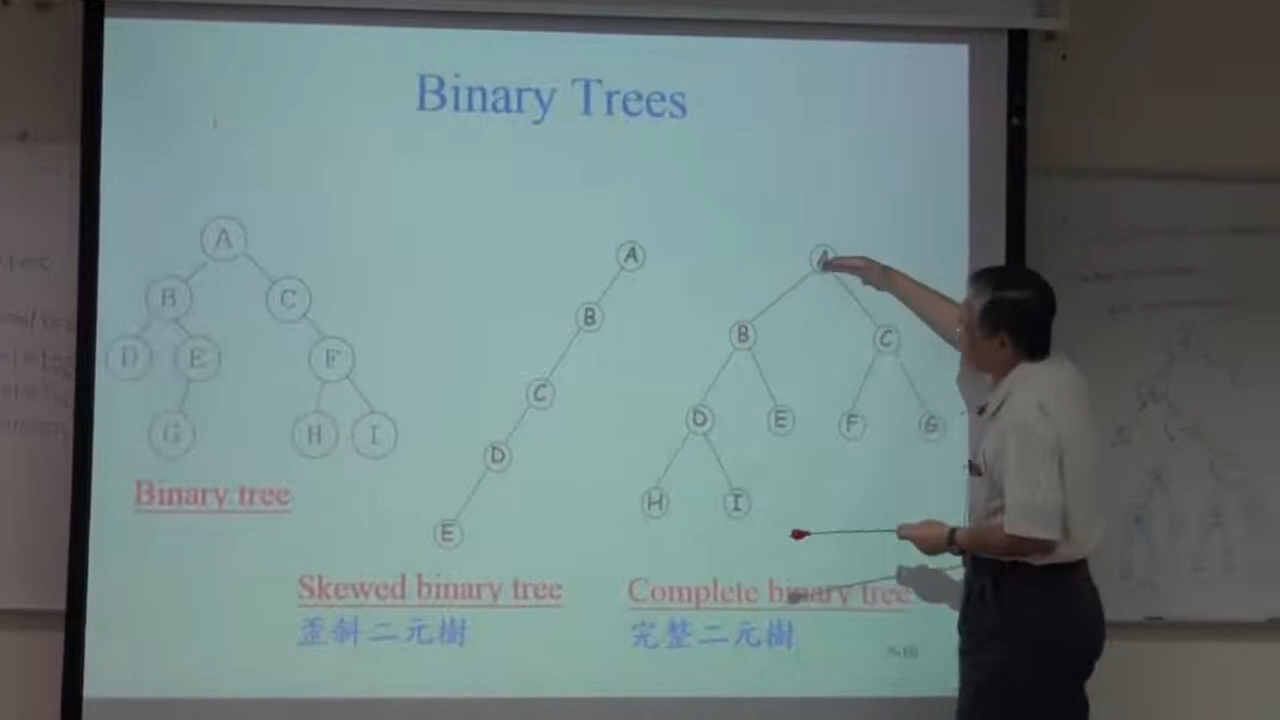 Binary Trees
A
B C
D E F
G H I
Binary tree
A
B
C
D
E
Skewed binary tree
歪斜二元樹
A
B C
D E F G
H I
Complete binary tree
完整二元樹